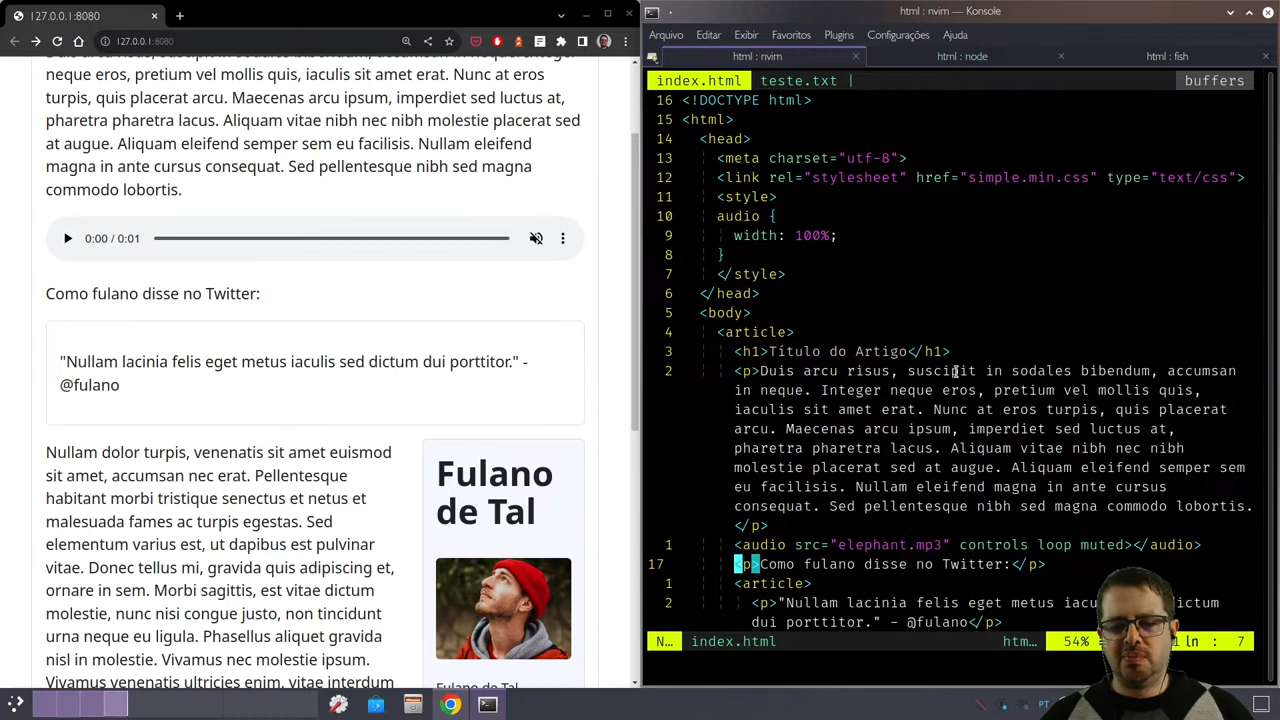 127.0.0.1:8080
127.0.0.1:8080
neque eros, pretium vel mollis quis, iaculis sit amet erat. Nunc at eros
turpis, quis placerat arcu. Maecenas arcu ipsum, imperdiet sed luctus at,
pharetra pharetra lacus. Aliquam vitae nibh nec nibh molestie placerat sed
at augue. Aliquam eleifend semper sem eu facilisis. Nullam eleifend
magna in ante cursus consequat. Sed pellentesque nibh sed magna
commodo lobortis.
0:00 / 0:01
Como fulano disse no Twitter:
"Nullam lacinia felis eget metus iaculis sed dictum dui porttitor." -
@fulano
Nullam dolor turpis, venenatis sit amet euismod
sit amet, accumsan nec erat. Pellentesque
habitant morbi tristique senectus et netus et
malesuada fames ac turpis egestas. Sed
elementum varius est, ut dapibus est pulvinar
vitae. Donec tellus mi, gravida quis adipiscing et,
ornare in sem. Morbi sagittis, est vitae dictum
molestie, nunc nisi congue justo, non tincidunt
urna neque eu ligula. Phasellus aliquet gravida
nisl in molestie. Vivamus nec molestie ipsum.
Vivamus venenatis ultricies enim, vitae interdum
Fulano
de Tal
Fulano de Tal
html : nvim — Konsole
Arquivo Editar Exibir Favoritos Plugins Configurações Ajuda
html : nvim html : node html : fish
index.html teste.txt | buffers
16 <!DOCTYPE html>
15 <html>
14 <head>
13 <meta charset="utf-8">
12 <link rel="stylesheet" href="simple.min.css" type="text/css">
11 <style>
10 audio {
9 width: 100%;
8 }
7 </style>
6 </head>
5 <body>
4 <article>
3 <h1>Título do Artigo</h1>
2 <p>Duis arcu risus, suscipit in sodales bibendum, accumsan
in neque. Integer neque eros, pretium vel mollis quis,
iaculis sit amet erat. Nunc at eros turpis, quis placerat
arcu. Maecenas arcu ipsum, imperdiet sed luctus at,
pharetra pharetra lacus. Aliquam vitae nibh nec nibh
molestie placerat sed at augue. Aliquam eleifend semper sem
eu facilisis. Nullam eleifend magna in ante cursus
consequat. Sed pellentesque nibh sed magna commodo lobortis.
</p>
1 <audio src="elephant.mp3" controls loop muted></audio>
17 <p>Como fulano disse no Twitter:</p>
1 <article>
2 <p>"Nullam lacinia felis eget metus dictum
dui porttitor." - @fulano</p>
N… index.html htm… 54% ln : 7
PT